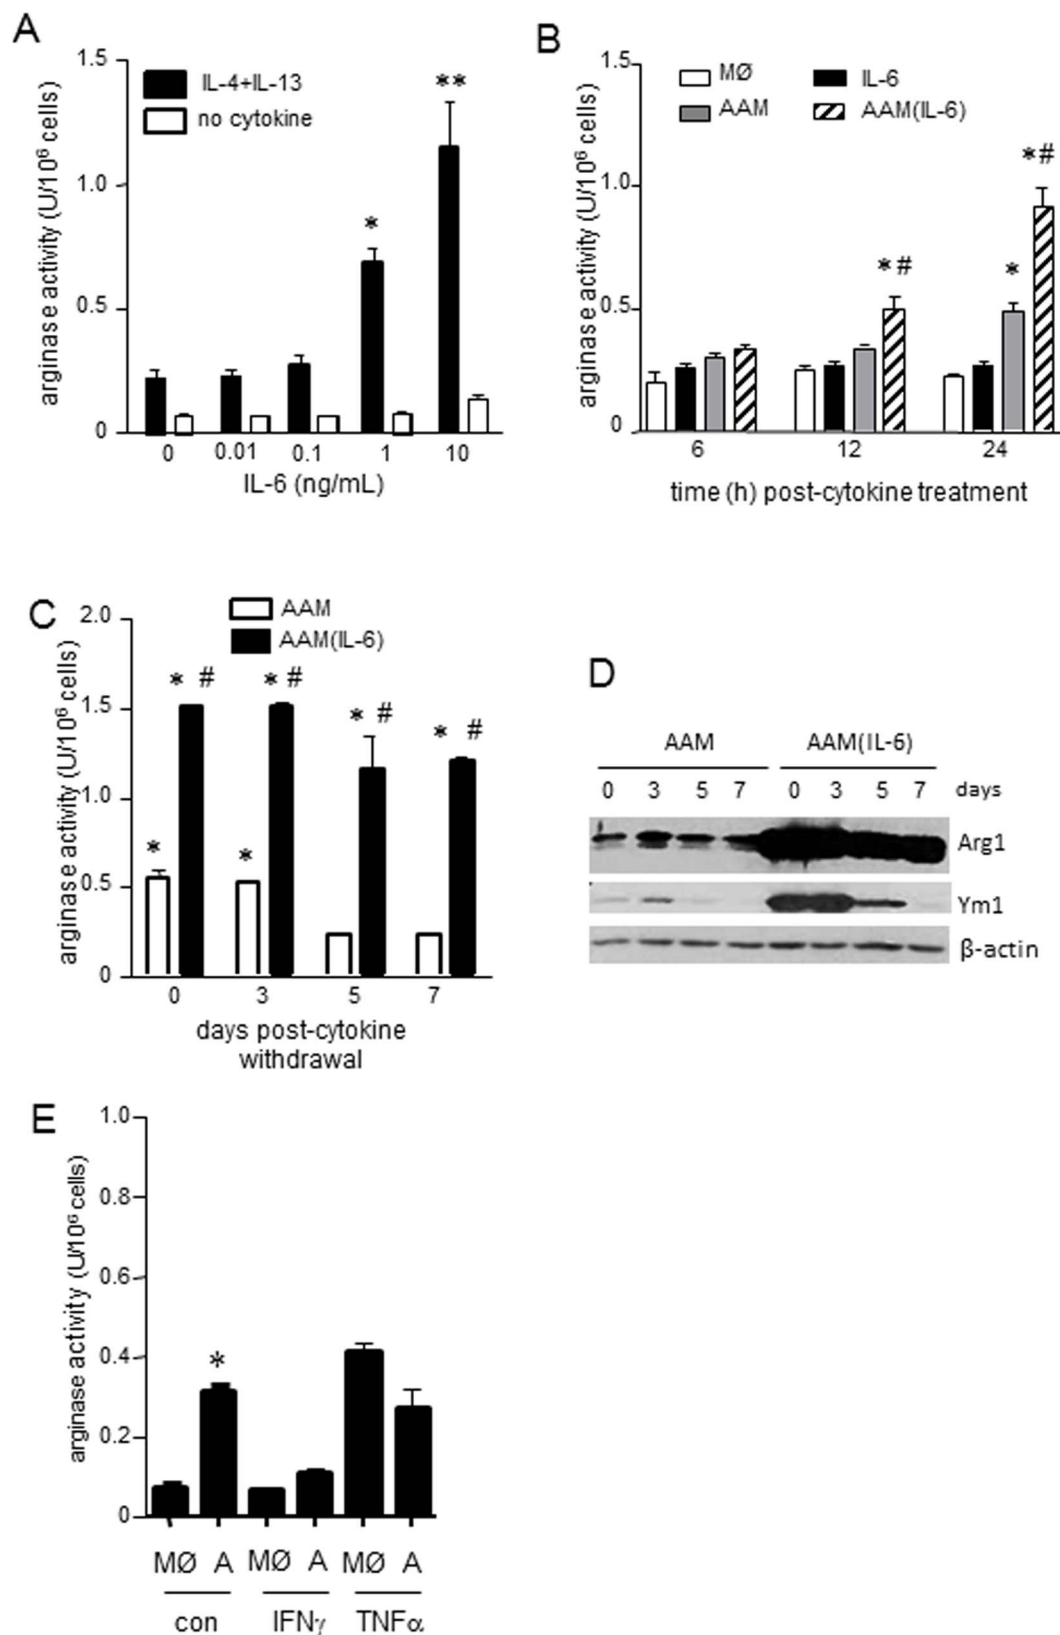 A
arginase activity (U/10⁶ cells)
1.5
1.0
0.5
0
IL-4+IL-13
no cytokine
*
**
0 0.01 0.1 1 10
IL-6 (ng/mL)
B
arginase activity (U/10⁶ cells)
1.5
1.0
0.5
0
MØ IL-6
AAM AAM(IL-6)
*# * *#
6 12 24
time (h) post-cytokine treatment
C
arginase activity (U/10⁶ cells)
2.0
1.5
1.0
0.5
0
AAM
AAM(IL-6)
* # * # * # * #
* *
0 3 5 7
days post-cytokine
withdrawal
D
AAM AAM(IL-6)
0 3 5 7 0 3 5 7 days
Arg1
Ym1
β-actin
E
arginase activity (U/10⁶ cells)
1.0
0.8
0.6
0.4
0.2
0
*
MØ A MØ A MØ A
con IFNγ TNFα